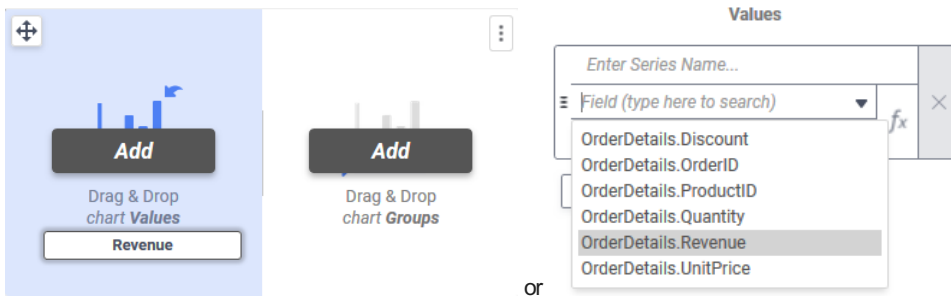 Add
Drag & Drop
chart Values
Revenue
Add
Drag & Drop
chart Groups
or
Values
Enter Series Name...
Field (type here to search)
fx
OrderDetails.Discount
OrderDetails.OrderID
OrderDetails.ProductID
OrderDetails.Quantity
OrderDetails.Revenue
OrderDetails.UnitPrice